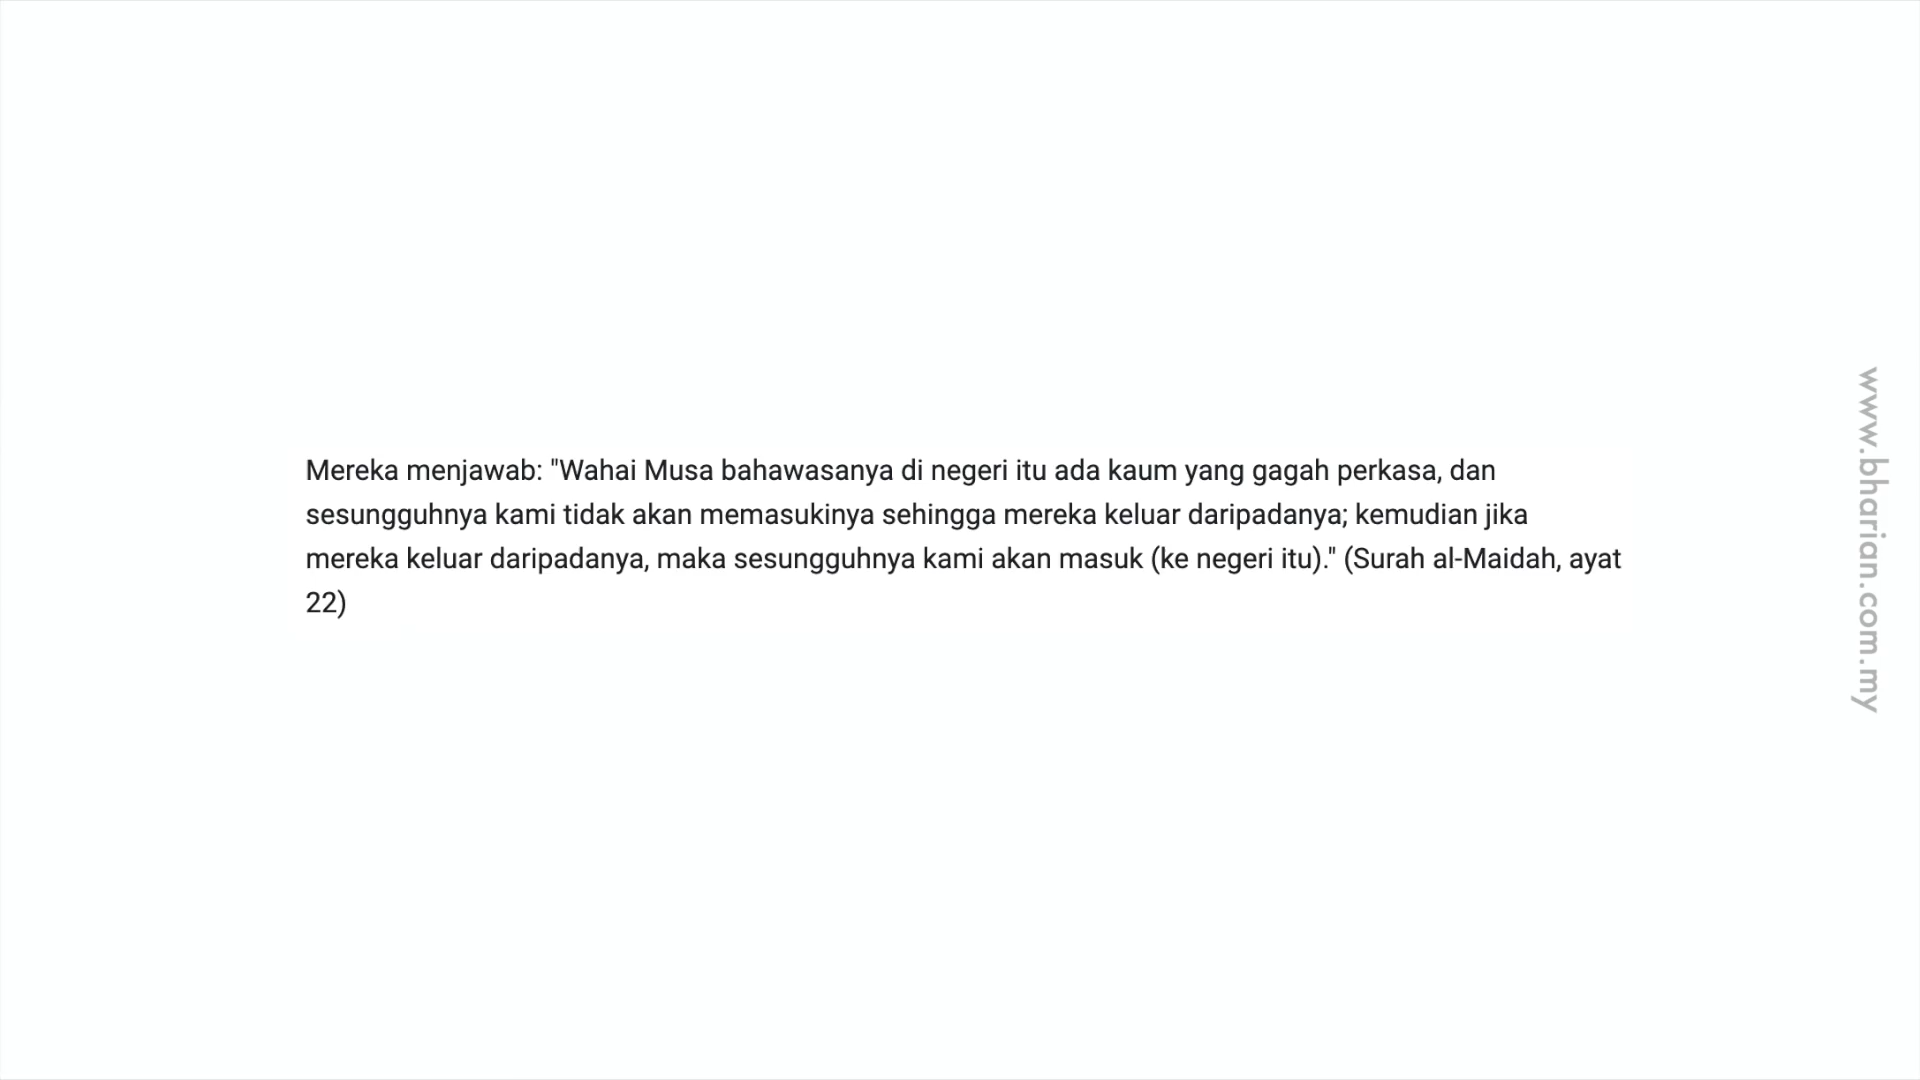 Mereka menjawab: "Wahai Musa bahawasanya di negeri itu ada kaum yang gagah perkasa, dan
sesungguhnya kami tidak akan memasukinya sehingga mereka keluar daripadanya; kemudian jika
mereka keluar daripadanya, maka sesungguhnya kami akan masuk (ke negeri itu)." (Surah al-Maidah, ayat
22)
www.bharian.com.my